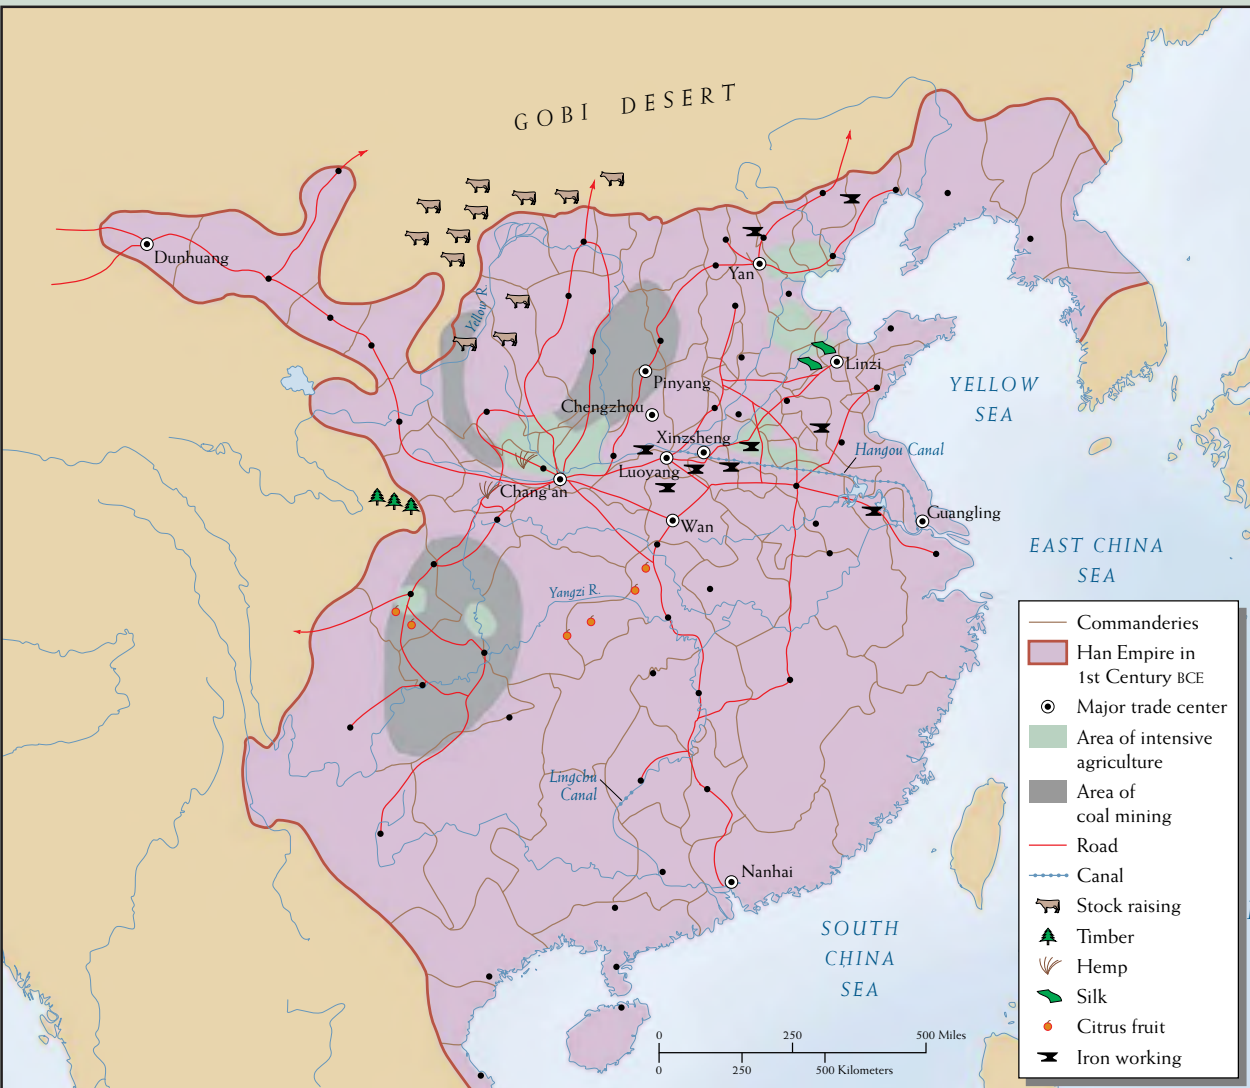 GOBI DESERT
Dunhuang
Yellow R.
Yan
Linzi
Pinyang
Chengzhou
YELLOW
SEA
Xinzsheng
Hangou Canal
Luoyang
Chang'an
Guangling
Wan
EAST CHINA
SEA
Yangzi R.
Lingchu
Canal
Nanhai
SOUTH
CHINA
SEA
Commanderies
Han Empire in
1st Century BCE
Major trade center
Area of intensive
agriculture
Area of
coal mining
Road
Canal
Stock raising
Timber
Hemp
Silk
Citrus fruit
Iron working
0 250 500 Miles
0 250 500 Kilometers